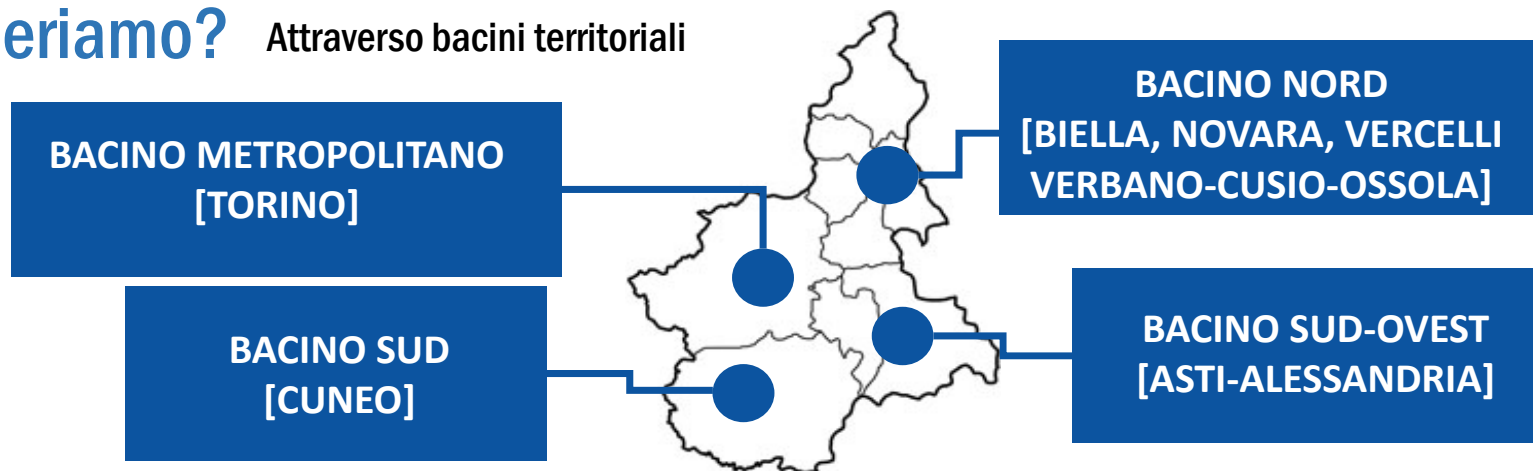 eriamo? Attraverso bacini territoriali
BACINO METROPOLITANO
[TORINO]
BACINO NORD
[BIELLA, NOVARA, VERCELLI
VERBANO-CUSIO-OSSOLA]
BACINO SUD
[CUNEO]
BACINO SUD-OVEST
[ASTI-ALESSANDRIA]